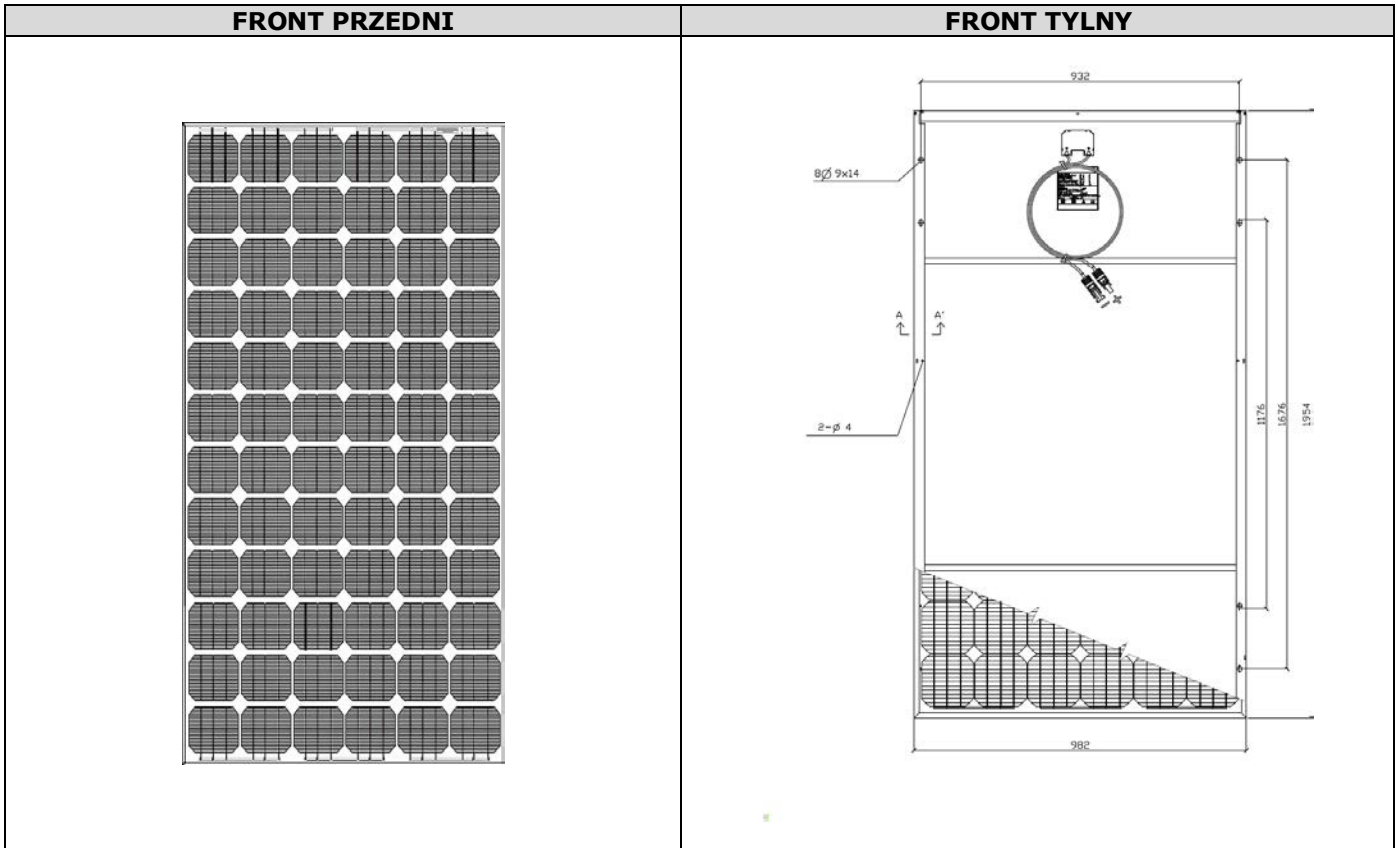 FRONT PRZEDNI
FRONT TYLNY
932
8Ø 9x14
A A'
2-ø 4
1176
1676
1954
982